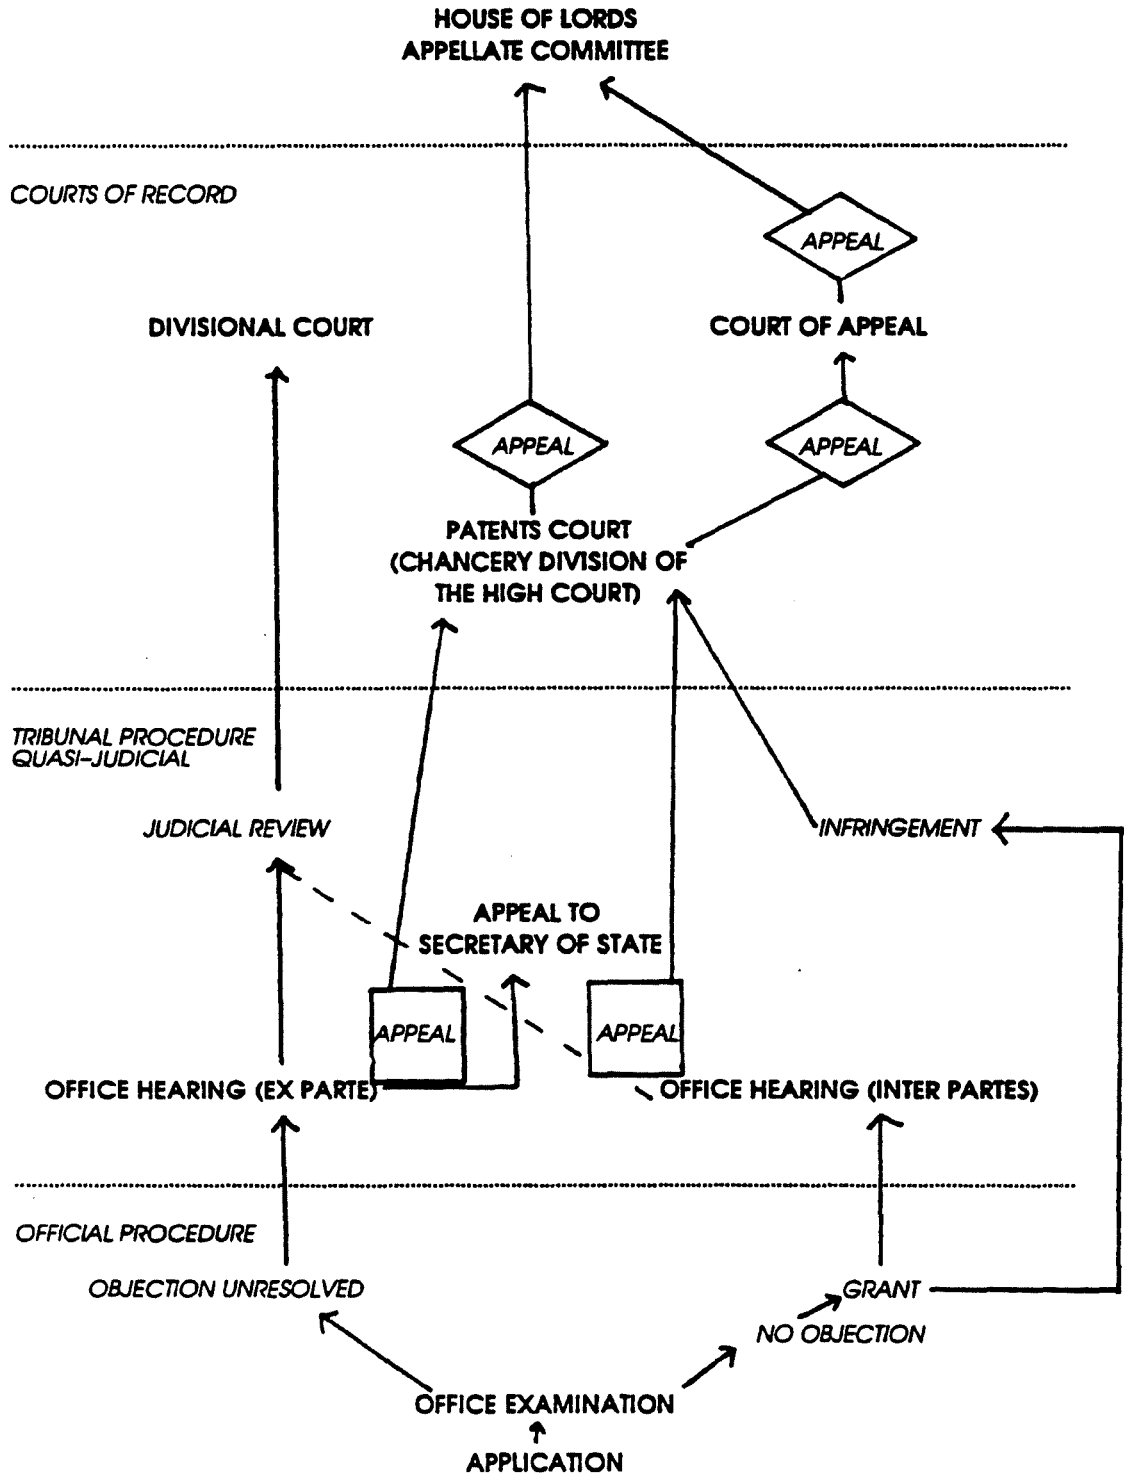 HOUSE OF LORDS
APPELLATE COMMITTEE
COURTS OF RECORD
APPEAL
DIVISIONAL COURT
COURT OF APPEAL
APPEAL
APPEAL
PATENTS COURT
(CHANCERY DIVISION OF
THE HIGH COURT)
TRIBUNAL PROCEDURE
QUASI-JUDICIAL
JUDICIAL REVIEW
INFRINGEMENT
APPEAL TO
SECRETARY OF STATE
APPEAL
APPEAL
OFFICE HEARING (EX PARTE)
OFFICE HEARING (INTER PARTES)
OFFICIAL PROCEDURE
OBJECTION UNRESOLVED
GRANT
NO OBJECTION
OFFICE EXAMINATION
APPLICATION